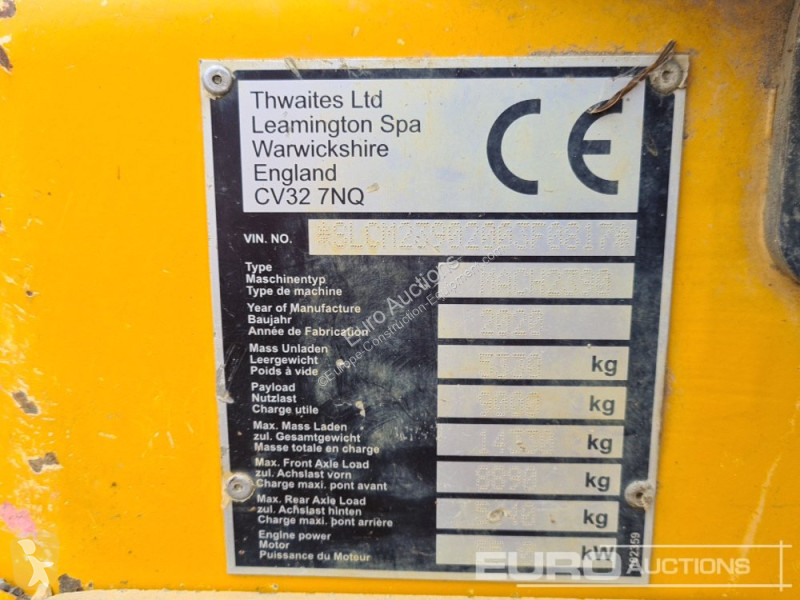 Thwaites Ltd
Leamington Spa
Warwickshire
England
CV32 7NQ
CE
VIN. NO.
Type
Maschinentyp
Type de machine
Year of Manufacture
Baujahr
Année de Fabrication
2020
Mass Unladen
Leergewicht
Poids à vide
kg
Payload
Nutzlast
Charge utile
kg
Max. Mass Laden
zul. Gesamtgewicht
Masse totale en charge
kg
Max. Front Axle Load
zul. Achslast vorn
Charge maxi. pont avant
8890 kg
Max. Rear Axle Load
zul. Achslast hinten
Charge maxi. pont arrière
kg
Engine power
Motor
Puissance du Moteur
kW
Euro Auctions
EURO AUCTIONS